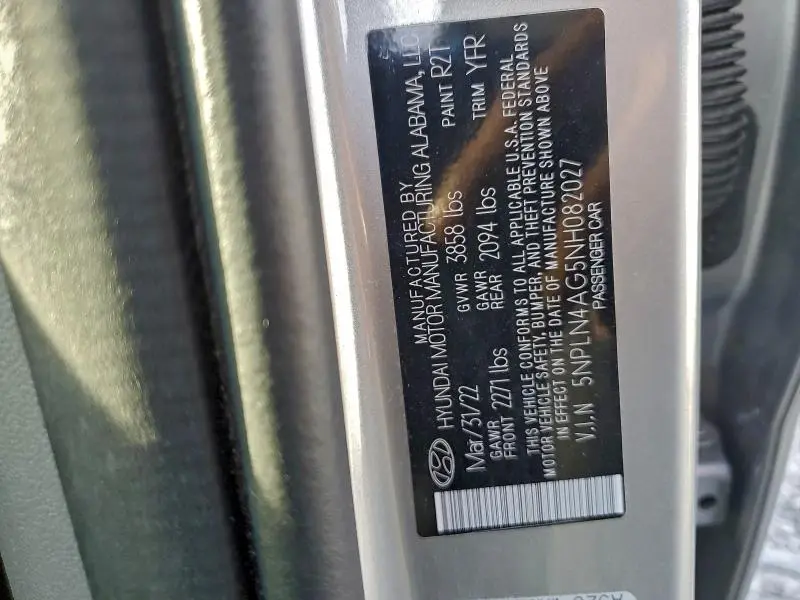 MANUFACTURED BY
HYUNDAI MOTOR MANUFACTURING ALABAMA, LLC
Mar/31/22 GVWR 3858 lbs PAINT R2T
GAWR FRONT 2271 lbs GAWR REAR 2094 lbs TRIM YFR
THIS VEHICLE CONFORMS TO ALL APPLICABLE U.S.A. FEDERAL
MOTOR VEHICLE SAFETY, BUMPER, AND THEFT PREVENTION STANDARDS
IN EFFECT ON THE DATE OF MANUFACTURE SHOWN ABOVE
V.I.N 5NPLN4AG5NH082027
PASSENGER CAR